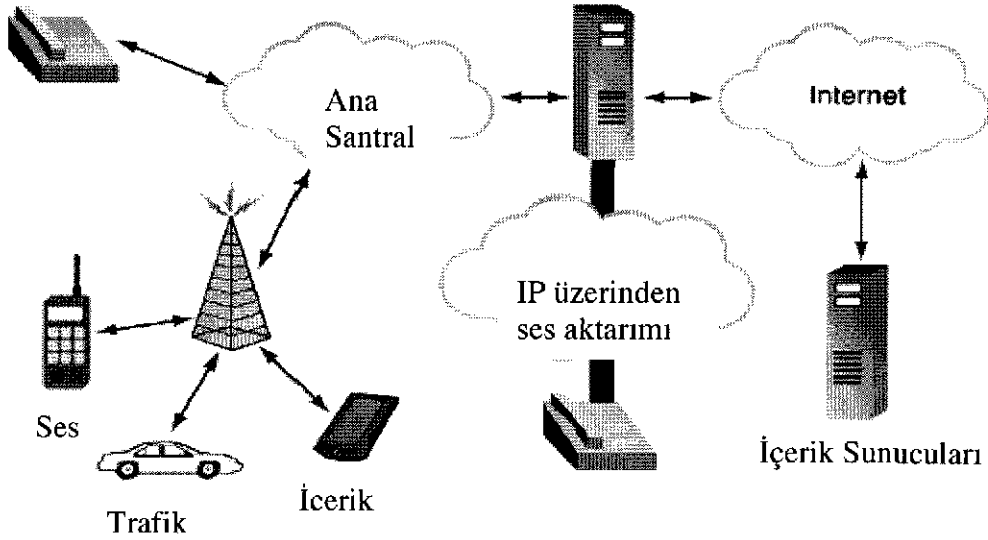 Ana
Santral
Internet
IP üzerinden
ses aktarımı
Ses
İçerik Sunucuları
İcerik
Trafik